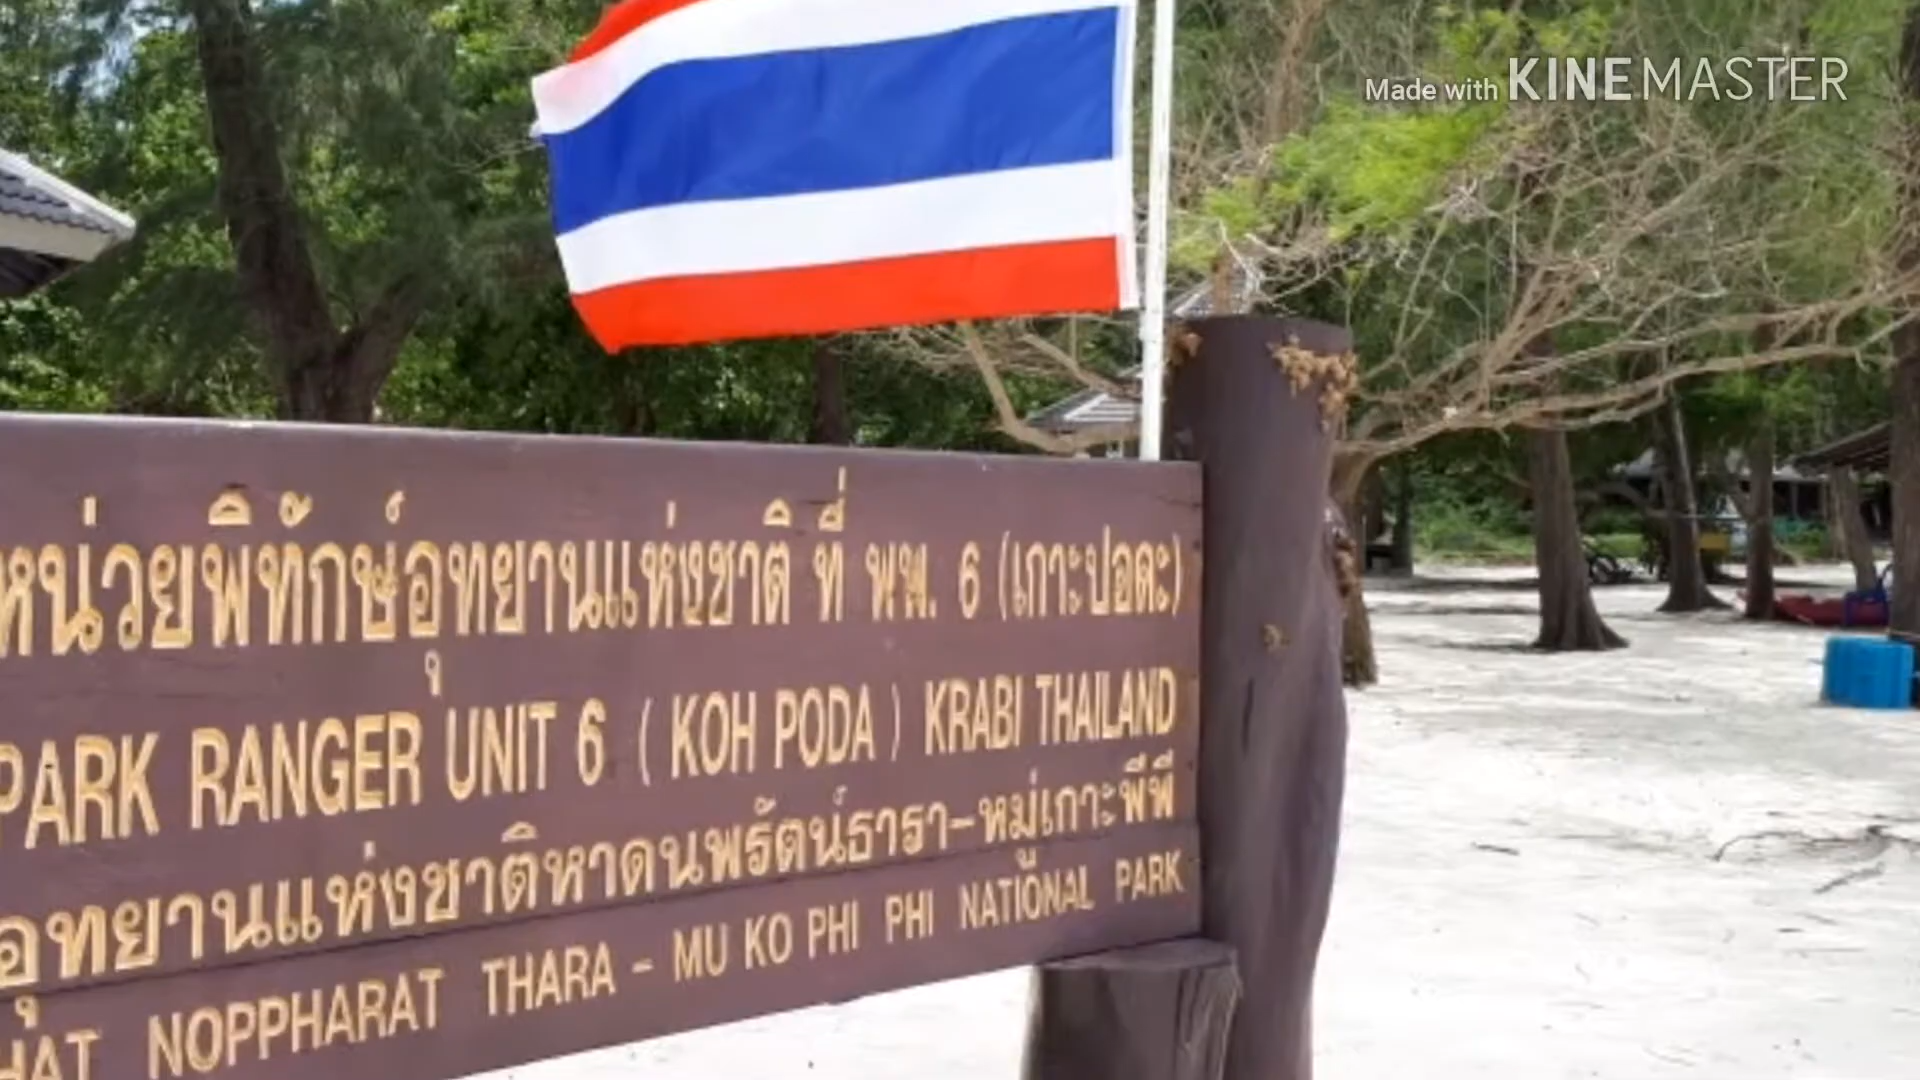 Made with KINEMASTER
หน่วยพิทักษ์อุทยานแห่งชาติ ที่ พพ. 6 (เกาะปอดะ)
PARK RANGER UNIT 6 ( KOH PODA ) KRABI THAILAND
อุทยานแห่งชาติหาดนพรัตน์ธารา-หมู่เกาะพีพี
HAT NOPPHARAT THARA - MU KO PHI PHI NATIONAL PARK